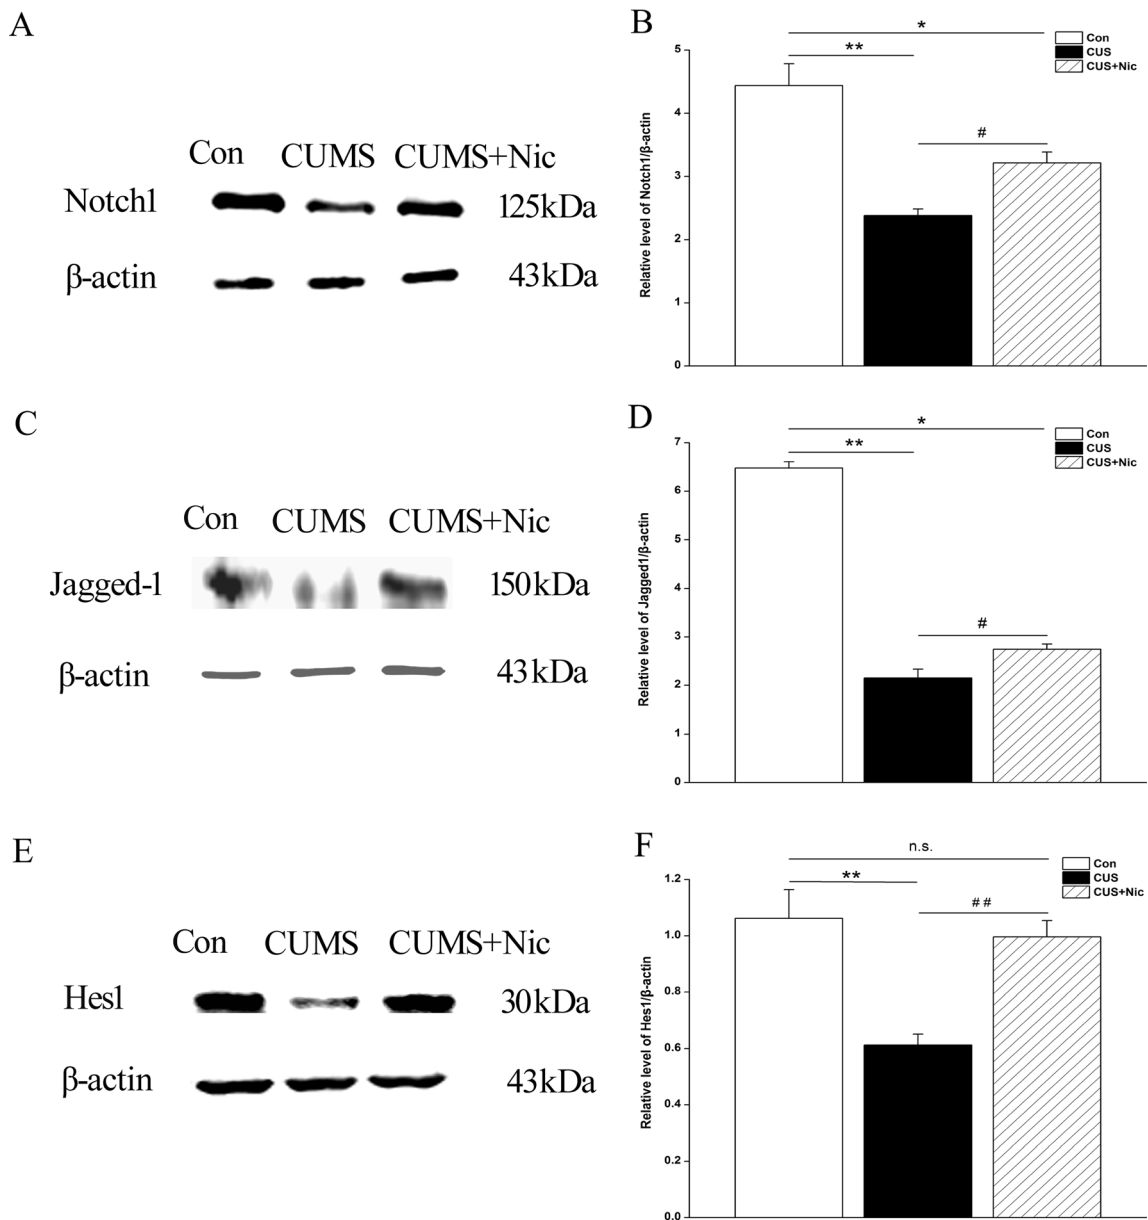 A
Con CUMS CUMS+Nic
Notch1 125kDa
β-actin 43kDa
B
Con
CUS
CUS+Nic
*
**
#
5
4
3
2
1
0
Relative level of Notch1/β-actin
C
Con CUMS CUMS+Nic
Jagged-1 150kDa
β-actin 43kDa
D
Con
CUS
CUS+Nic
*
**
#
7
6
5
4
3
2
1
0
Relative level of Jagged1/β-actin
E
Con CUMS CUMS+Nic
Hes1 30kDa
β-actin 43kDa
F
Con
CUS
CUS+Nic
n.s.
**
##
1.2
1.0
0.8
0.6
0.4
0.2
0.0
Relative level of Hes1/β-actin